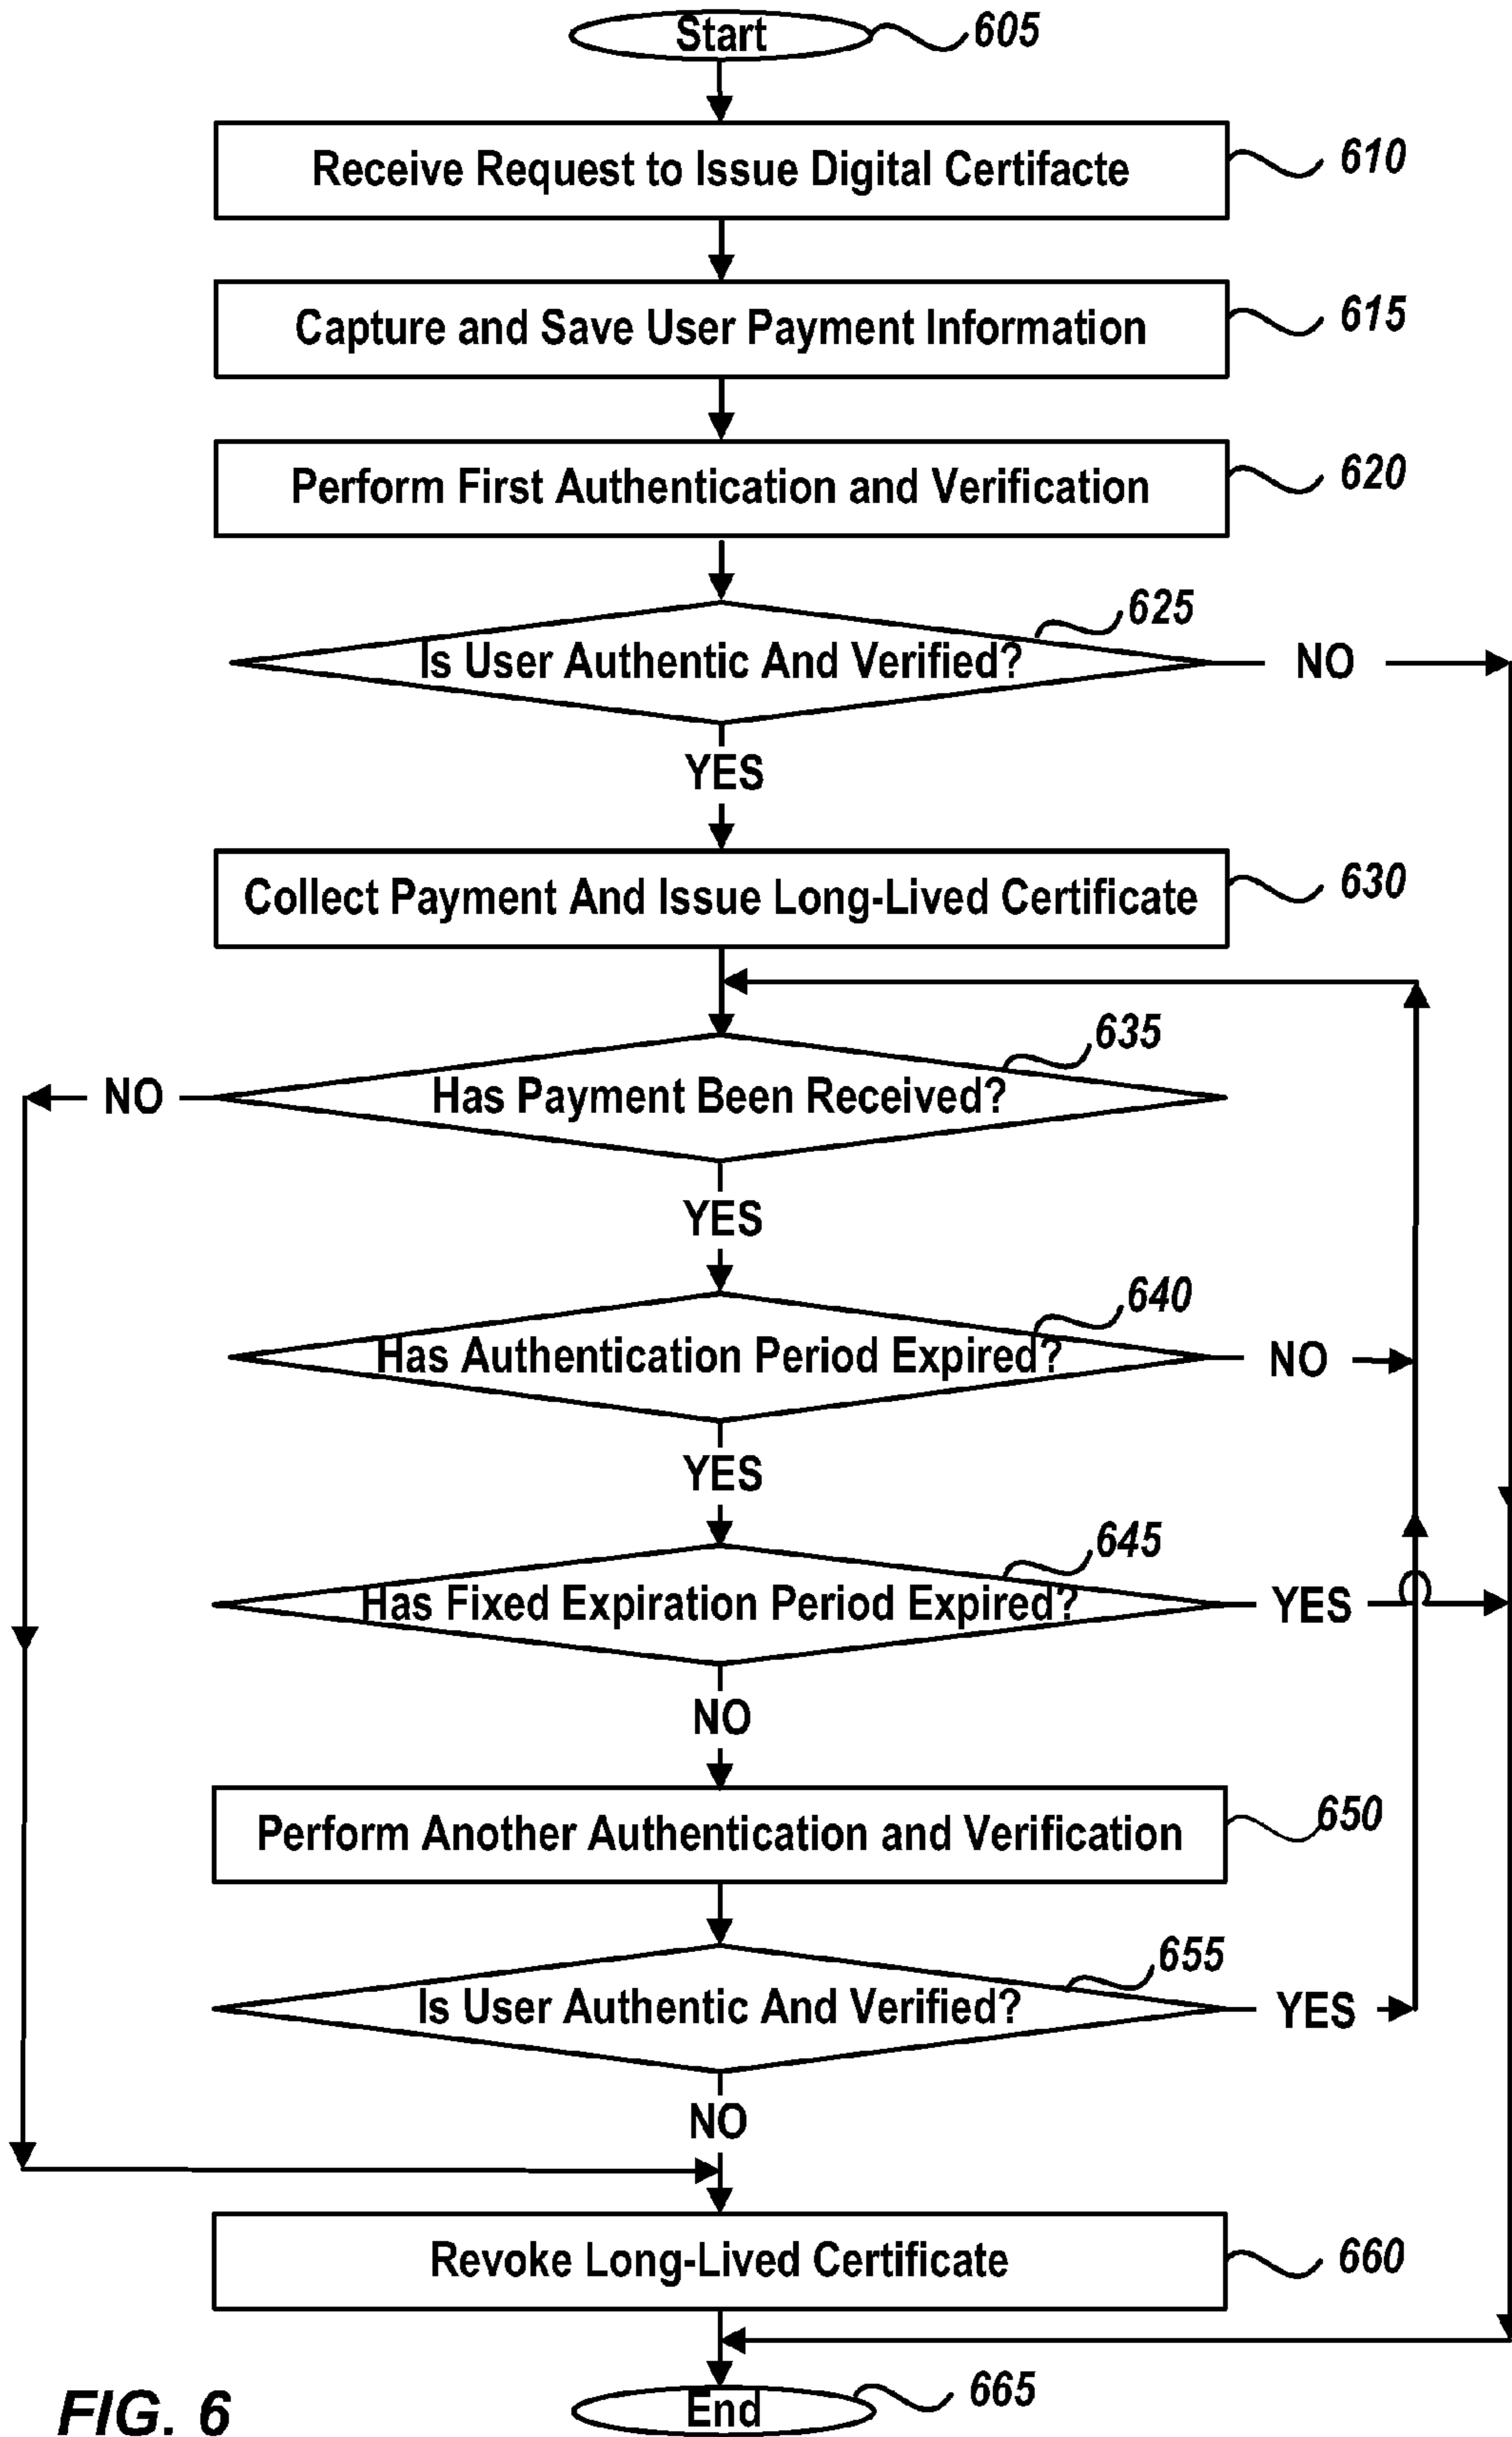 Start
605
Receive Request to Issue Digital Certifacte
610
Capture and Save User Payment Information
615
Perform First Authentication and Verification
620
625
Is User Authentic And Verified?
NO
YES
Collect Payment And Issue Long-Lived Certificate
630
635
Has Payment Been Received?
NO
YES
640
Has Authentication Period Expired?
NO
YES
645
Has Fixed Expiration Period Expired?
YES
NO
Perform Another Authentication and Verification
650
655
Is User Authentic And Verified?
YES
NO
Revoke Long-Lived Certificate
660
End
665
FIG. 6